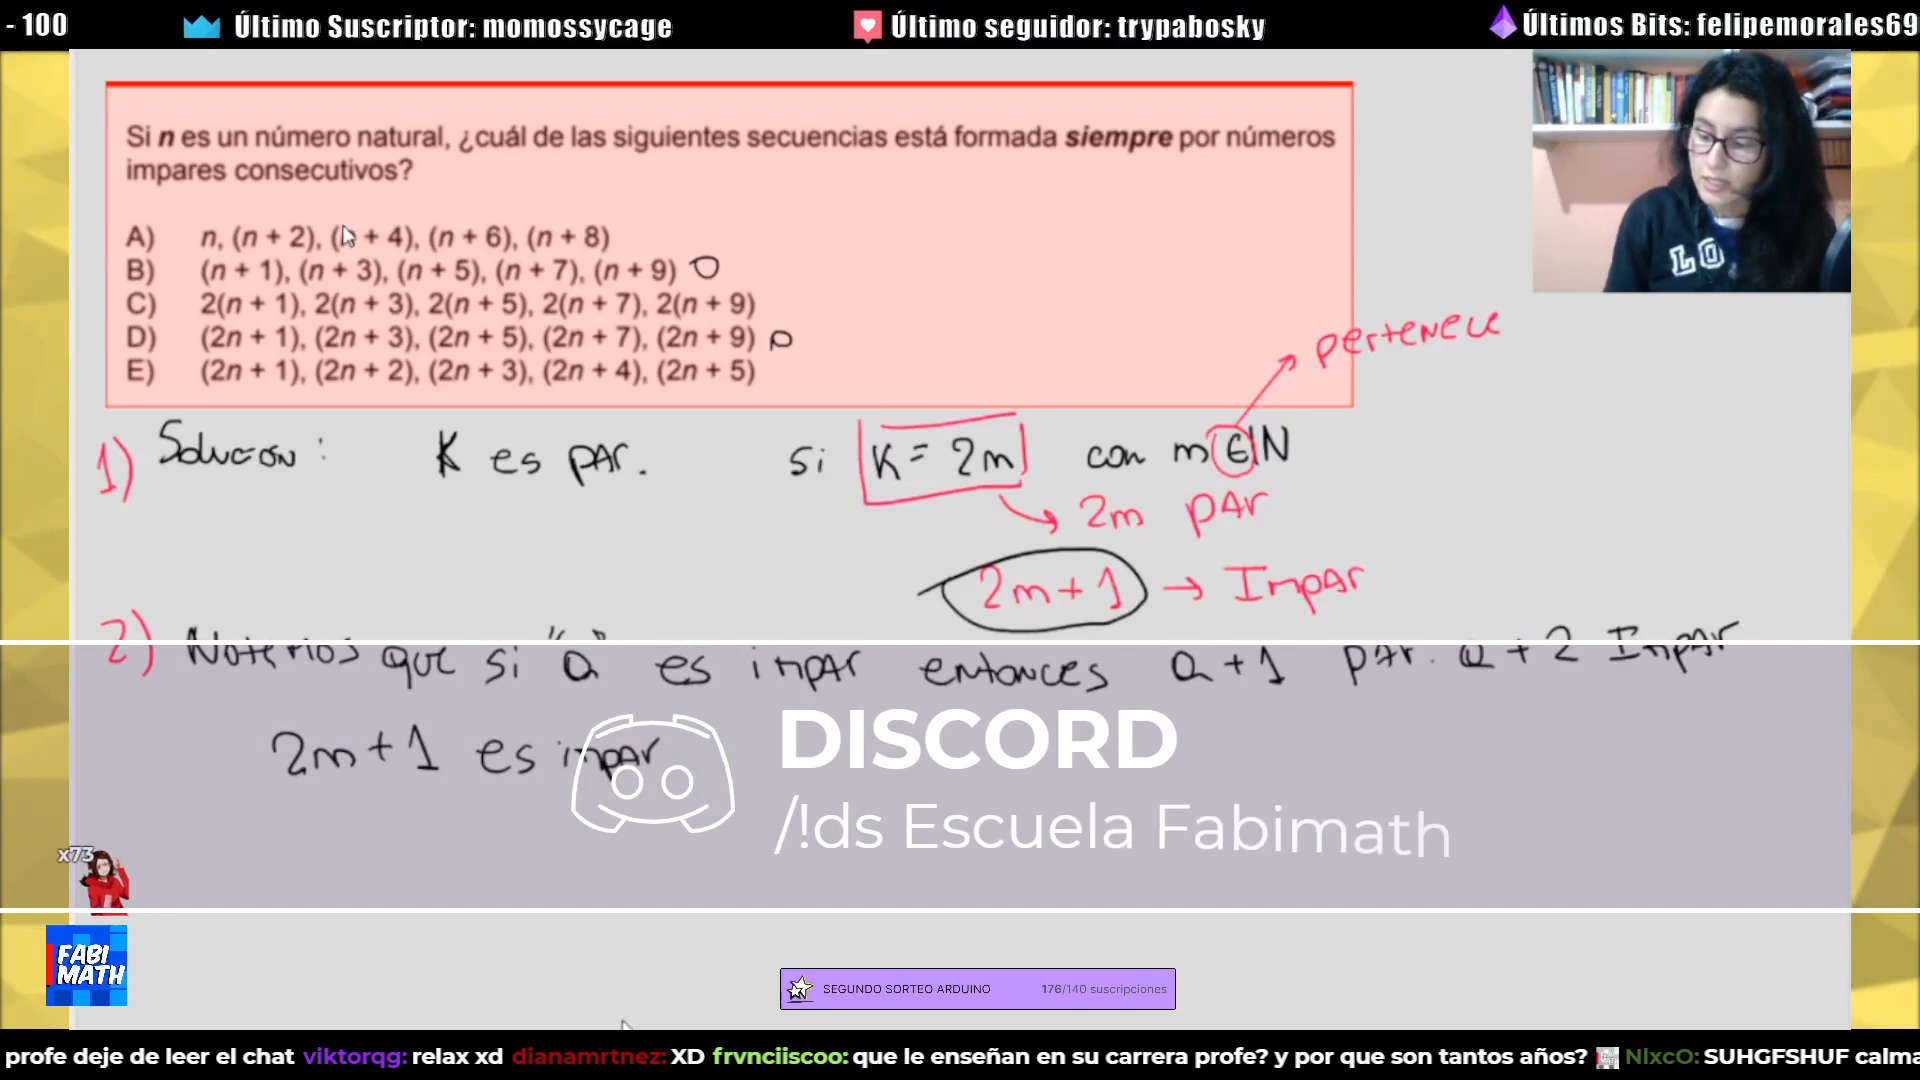 - 100
Último Suscriptor: momossycage
Último seguidor: trypabosky
Últimos Bits: felipemorales69
LO
Si n es un número natural, ¿cuál de las siguientes secuencias está formada siempre por números
impares consecutivos?
A) n, (n + 2), (n + 4), (n + 6), (n + 8)
B) (n + 1), (n + 3), (n + 5), (n + 7), (n + 9)
C) 2(n + 1), 2(n + 3), 2(n + 5), 2(n + 7), 2(n + 9)
D) (2n + 1), (2n + 3), (2n + 5), (2n + 7), (2n + 9)
E) (2n + 1), (2n + 2), (2n + 3), (2n + 4), (2n + 5)
pertenece
1) Solución: K es par. si K = 2m con m ∈ IN
2m par
2m+1 → Impar
2) Notemos que si "a" es impar entonces a+1 par. a+2 Impar
2m+1 es impar
DISCORD
/!ds Escuela Fabimath
x73
FABI
MATH
SEGUNDO SORTEO ARDUINO 176/140 suscripciones
profe deje de leer el chat viktorqg: relax xd dianamrtnez: XD frvnciiscoo: que le enseñan en su carrera profe? y por que son tantos años? NlxcO: SUHGFSHUF calma